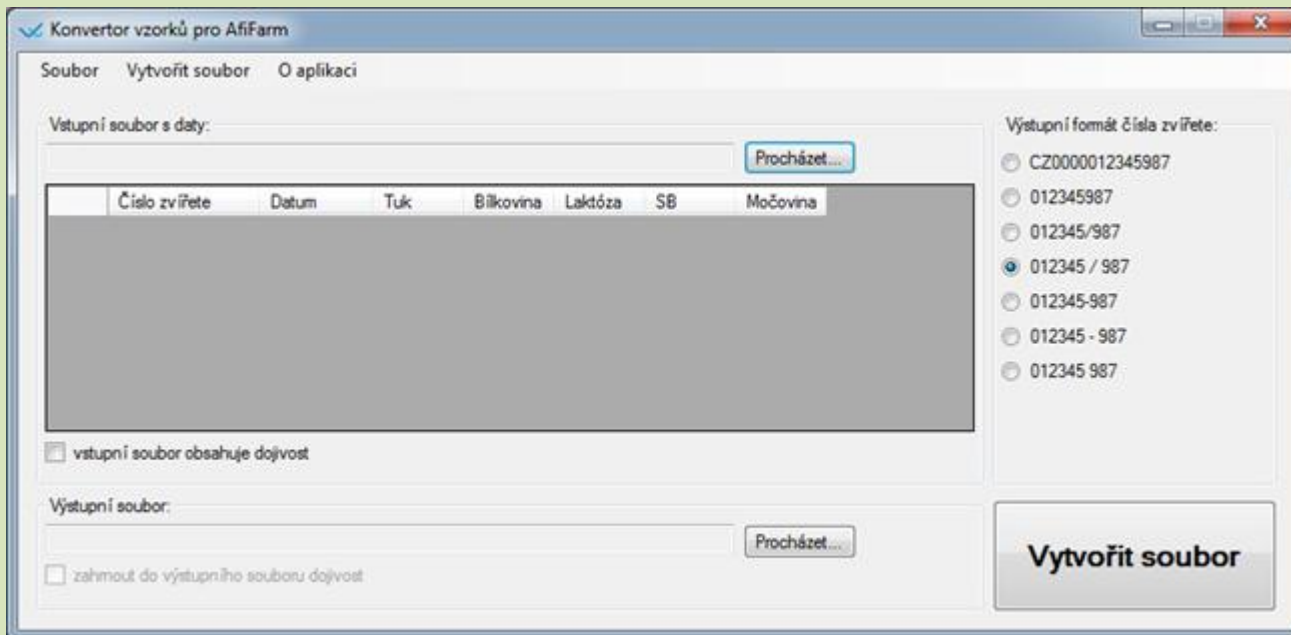 Konvertor vzorků pro AfiFarm
Soubor Vytvořit soubor O aplikaci
Vstupní soubor s daty:
Procházet...
Číslo zvířete Datum Tuk Bílkovina Laktóza SB Močovina
vstupní soubor obsahuje dojivost
Výstupní soubor:
Procházet...
zahrnout do výstupního souboru dojivost
Výstupní formát čísla zvířete:
CZ0000012345987
012345987
012345/987
012345 / 987
012345-987
012345 - 987
012345 987
Vytvořit soubor